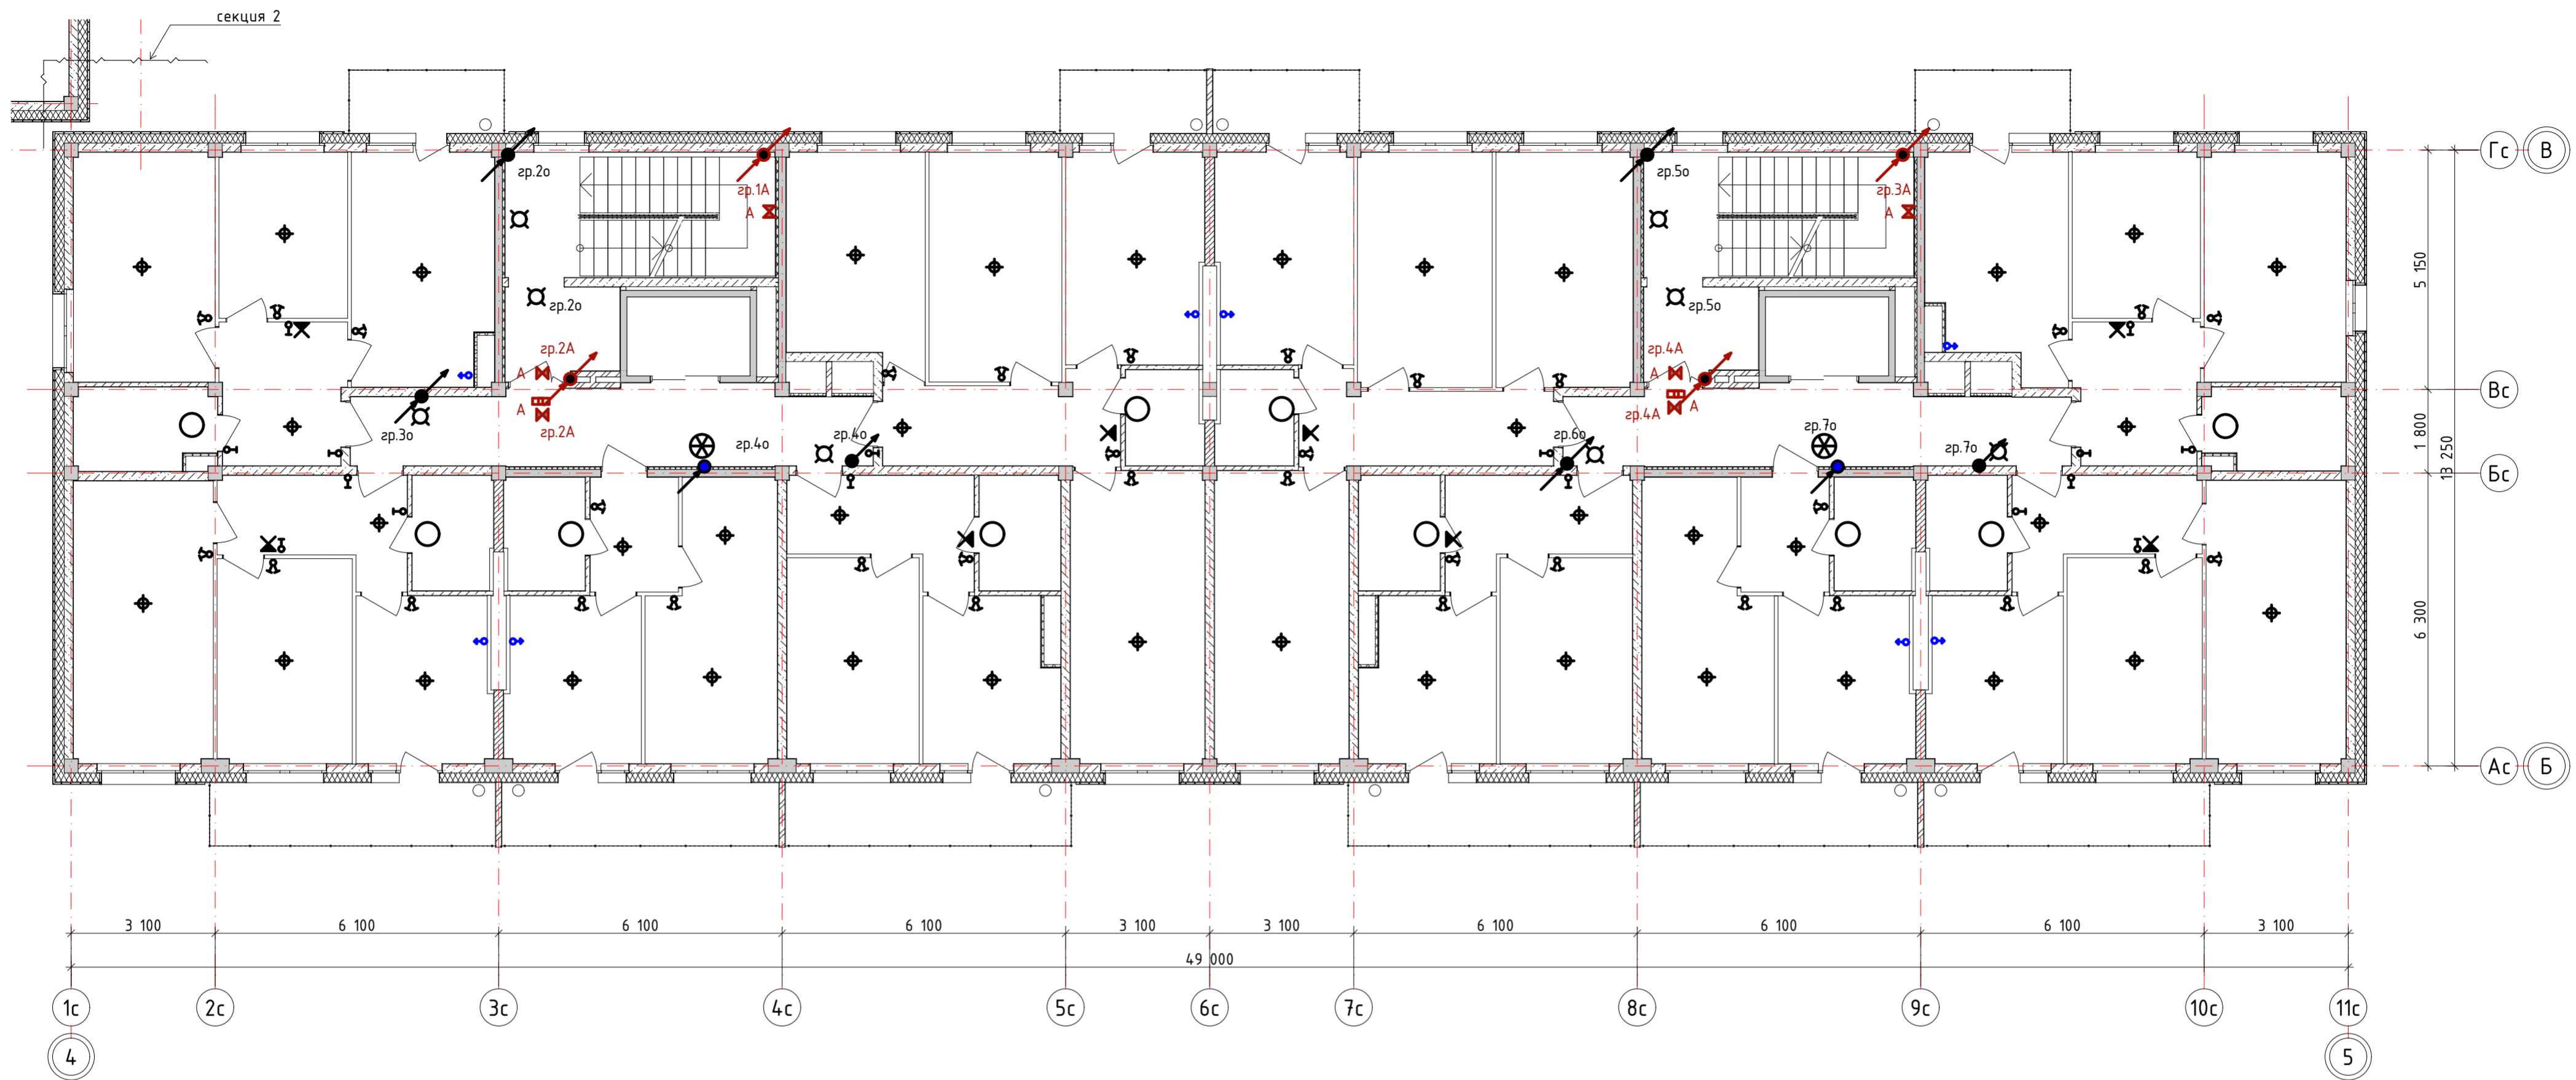 секция 2
Гс В
гр.2о
гр.1А
А
гр.5о
гр.3А
А
гр.2о
гр.5о
5 150
гр.2А
А
гр.4А
А
Вс
А
гр.2А
гр.4А
А
гр.3о
гр.4о
гр.4о
гр.6о
гр.7о
гр.7о
1 800
13 250
Бс
6 300
Ас Б
3 100 6 100 6 100 6 100 3 100 3 100 6 100 6 100 6 100 3 100
49 000
1с 2с 3с 4с 5с 6с 7с 8с 9с 10с 11с
4 5